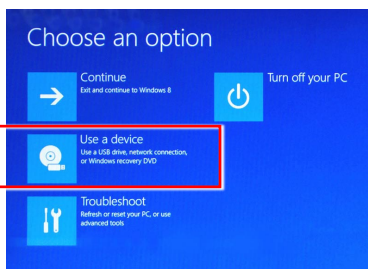 Choose an option
Continue
Exit and continue to Windows 8
Turn off your PC
Use a device
Use a USB drive, network connection,
or Windows recovery DVD
Troubleshoot
Refresh or reset your PC, or use
advanced tools